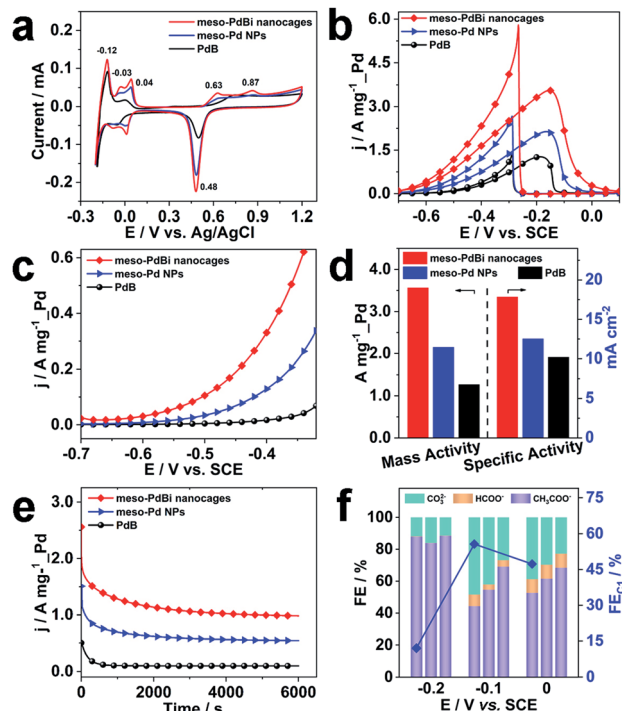 a
meso-PdBi nanocages
meso-Pd NPs
PdB
-0.12
-0.03
0.04
0.63
0.87
0.48
Current / mA
0.2
0.1
0.0
-0.1
-0.2
-0.3 0.0 0.3 0.6 0.9 1.2
E / V vs. Ag/AgCl
b
meso-PdBi nanocages
meso-Pd NPs
PdB
j / A mg⁻¹_Pd
6.0
4.5
3.0
1.5
0.0
-0.6 -0.4 -0.2 0.0
E / V vs. SCE
c
meso-PdBi nanocages
meso-Pd NPs
PdB
j / A mg⁻¹_Pd
0.6
0.4
0.2
0.0
-0.7 -0.6 -0.5 -0.4
E / V vs. SCE
d
meso-PdBi nanocages
meso-Pd NPs PdB
A mg⁻¹_Pd
4.0
3.0
2.0
1.0
0.0
20
15
10
5
0
mA cm⁻²
Mass Activity Specific Activity
e
meso-PdBi nanocages
meso-Pd NPs
PdB
j / A mg⁻¹_Pd
3.0
2.0
1.0
0.0
0 2000 4000 6000
Time / s
f
CO₃²⁻ HCOO⁻ CH₃COO⁻
FE / %
100
80
60
40
20
0
75
60
45
30
15
0
FE_C1 / %
-0.2 -0.1 0
E / V vs. SCE